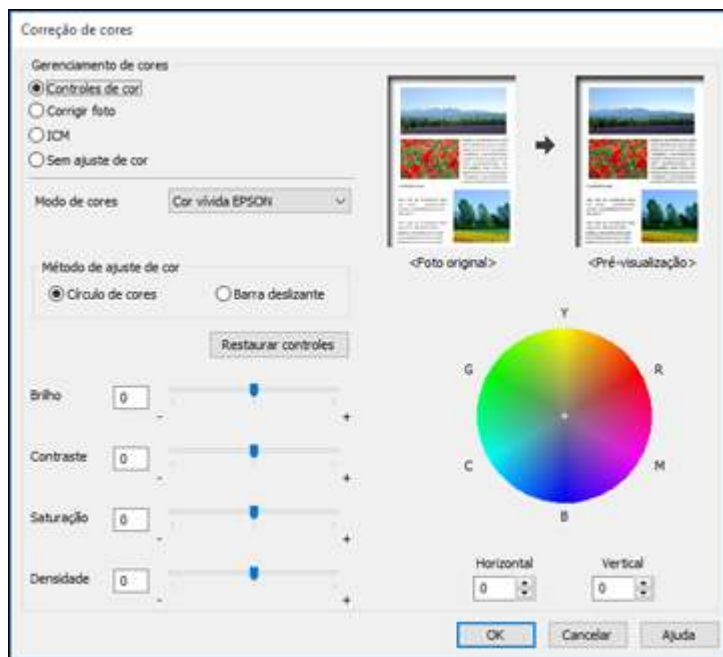 Correção de cores
Gerenciamento de cores
Controles de cor
Corrigir foto
ICM
Sem ajuste de cor
Modo de cores
Cor vívida EPSON
<Foto original>
<Pré-visualização>
Método de ajuste de cor
Círculo de cores
Barra deslizante
Restaurar controles
Brilho
0
-
+
Contraste
0
-
+
Saturação
0
-
+
Densidade
0
-
+
Y
G
R
C
M
B
Horizontal
Vertical
0
0
OK
Cancelar
Ajuda